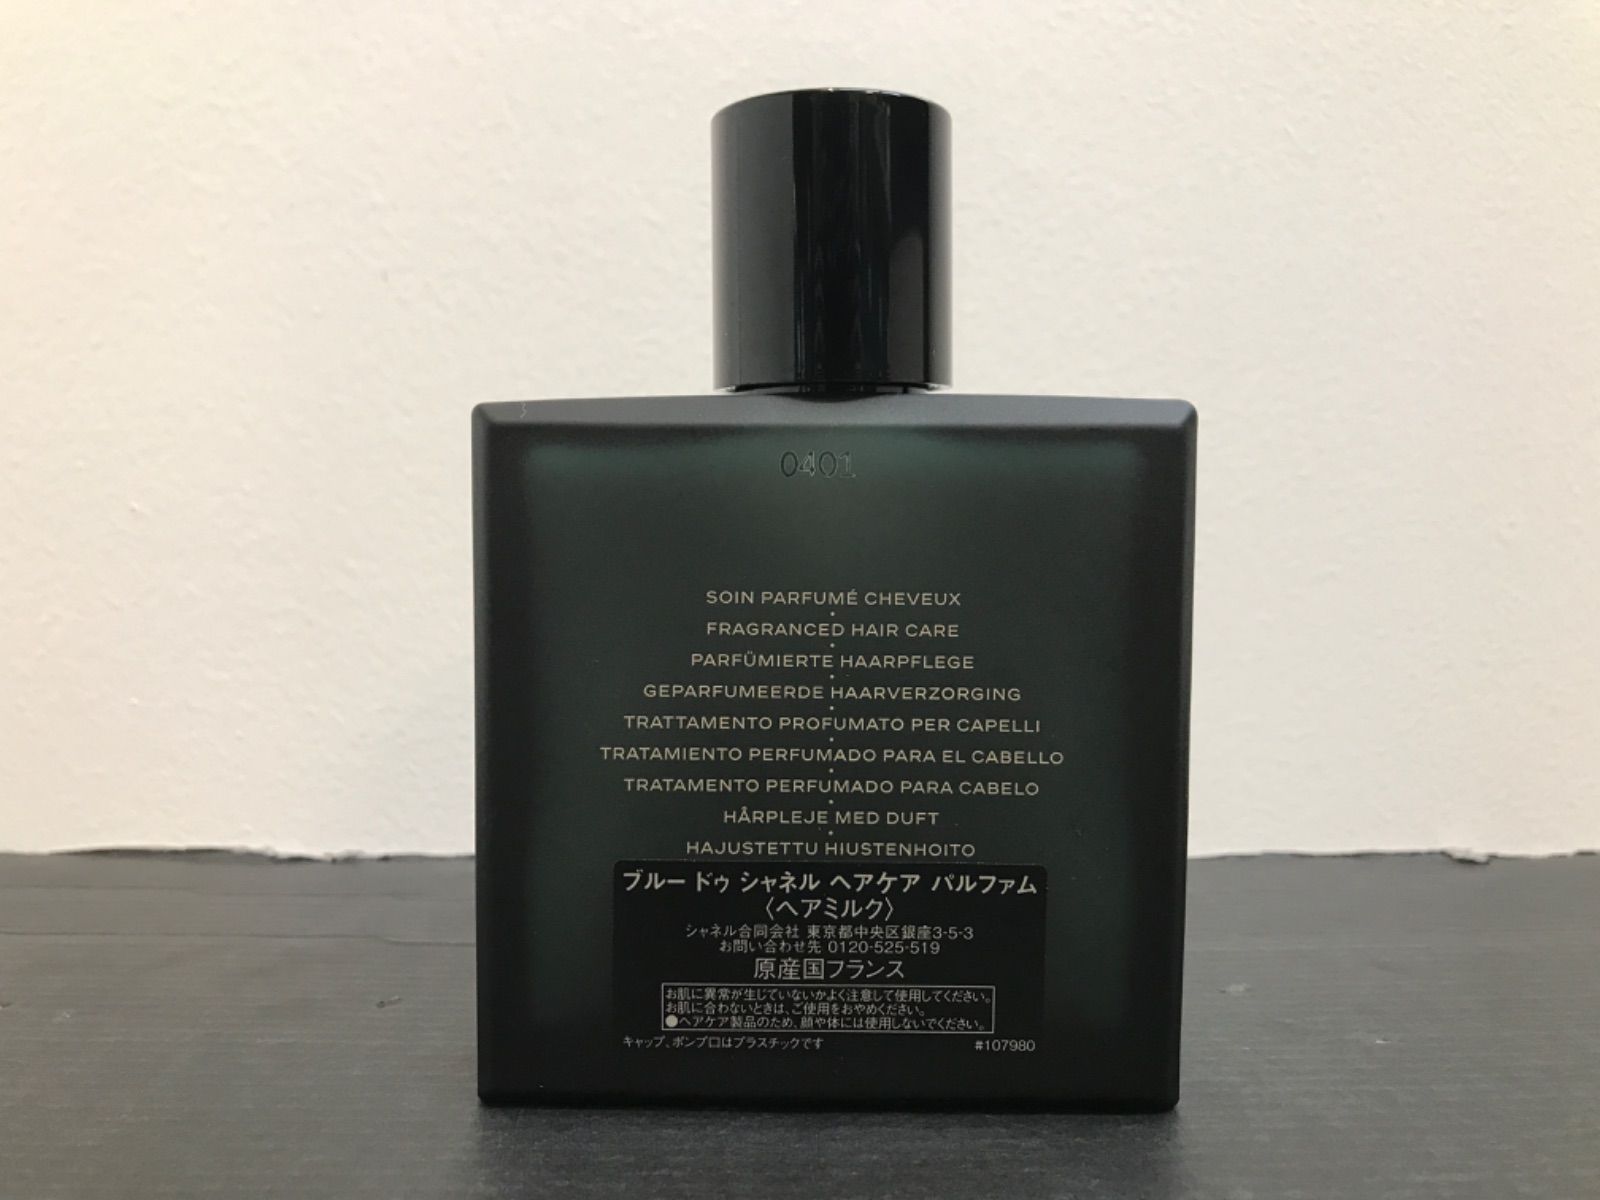 0401
SOIN PARFUMÉ CHEVEUX
FRAGRANCED HAIR CARE
PARFÜMIERTE HAARPFLEGE
GEPARFUMEERDE HAARVERZORGING
TRATTAMENTO PROFUMATO PER CAPELLI
TRATAMIENTO PERFUMADO PARA EL CABELLO
TRATAMENTO PERFUMADO PARA CABELO
HÅRPLEJE MED DUFT
HAJUSTETTU HIUSTENHOITO
ブルー ドゥ シャネル ヘアケア パルファム
〈ヘアミルク〉
シャネル合同会社 東京都中央区銀座3-5-3
お問い合わせ先 0120-525-519
原産国フランス
お肌に異常が生じていないかよく注意して使用してください。
お肌に合わないときは、ご使用をおやめください。
●ヘアケア製品のため、顔や体には使用しないでください。
キャップ、ポンプ口はプラスチックです #107980